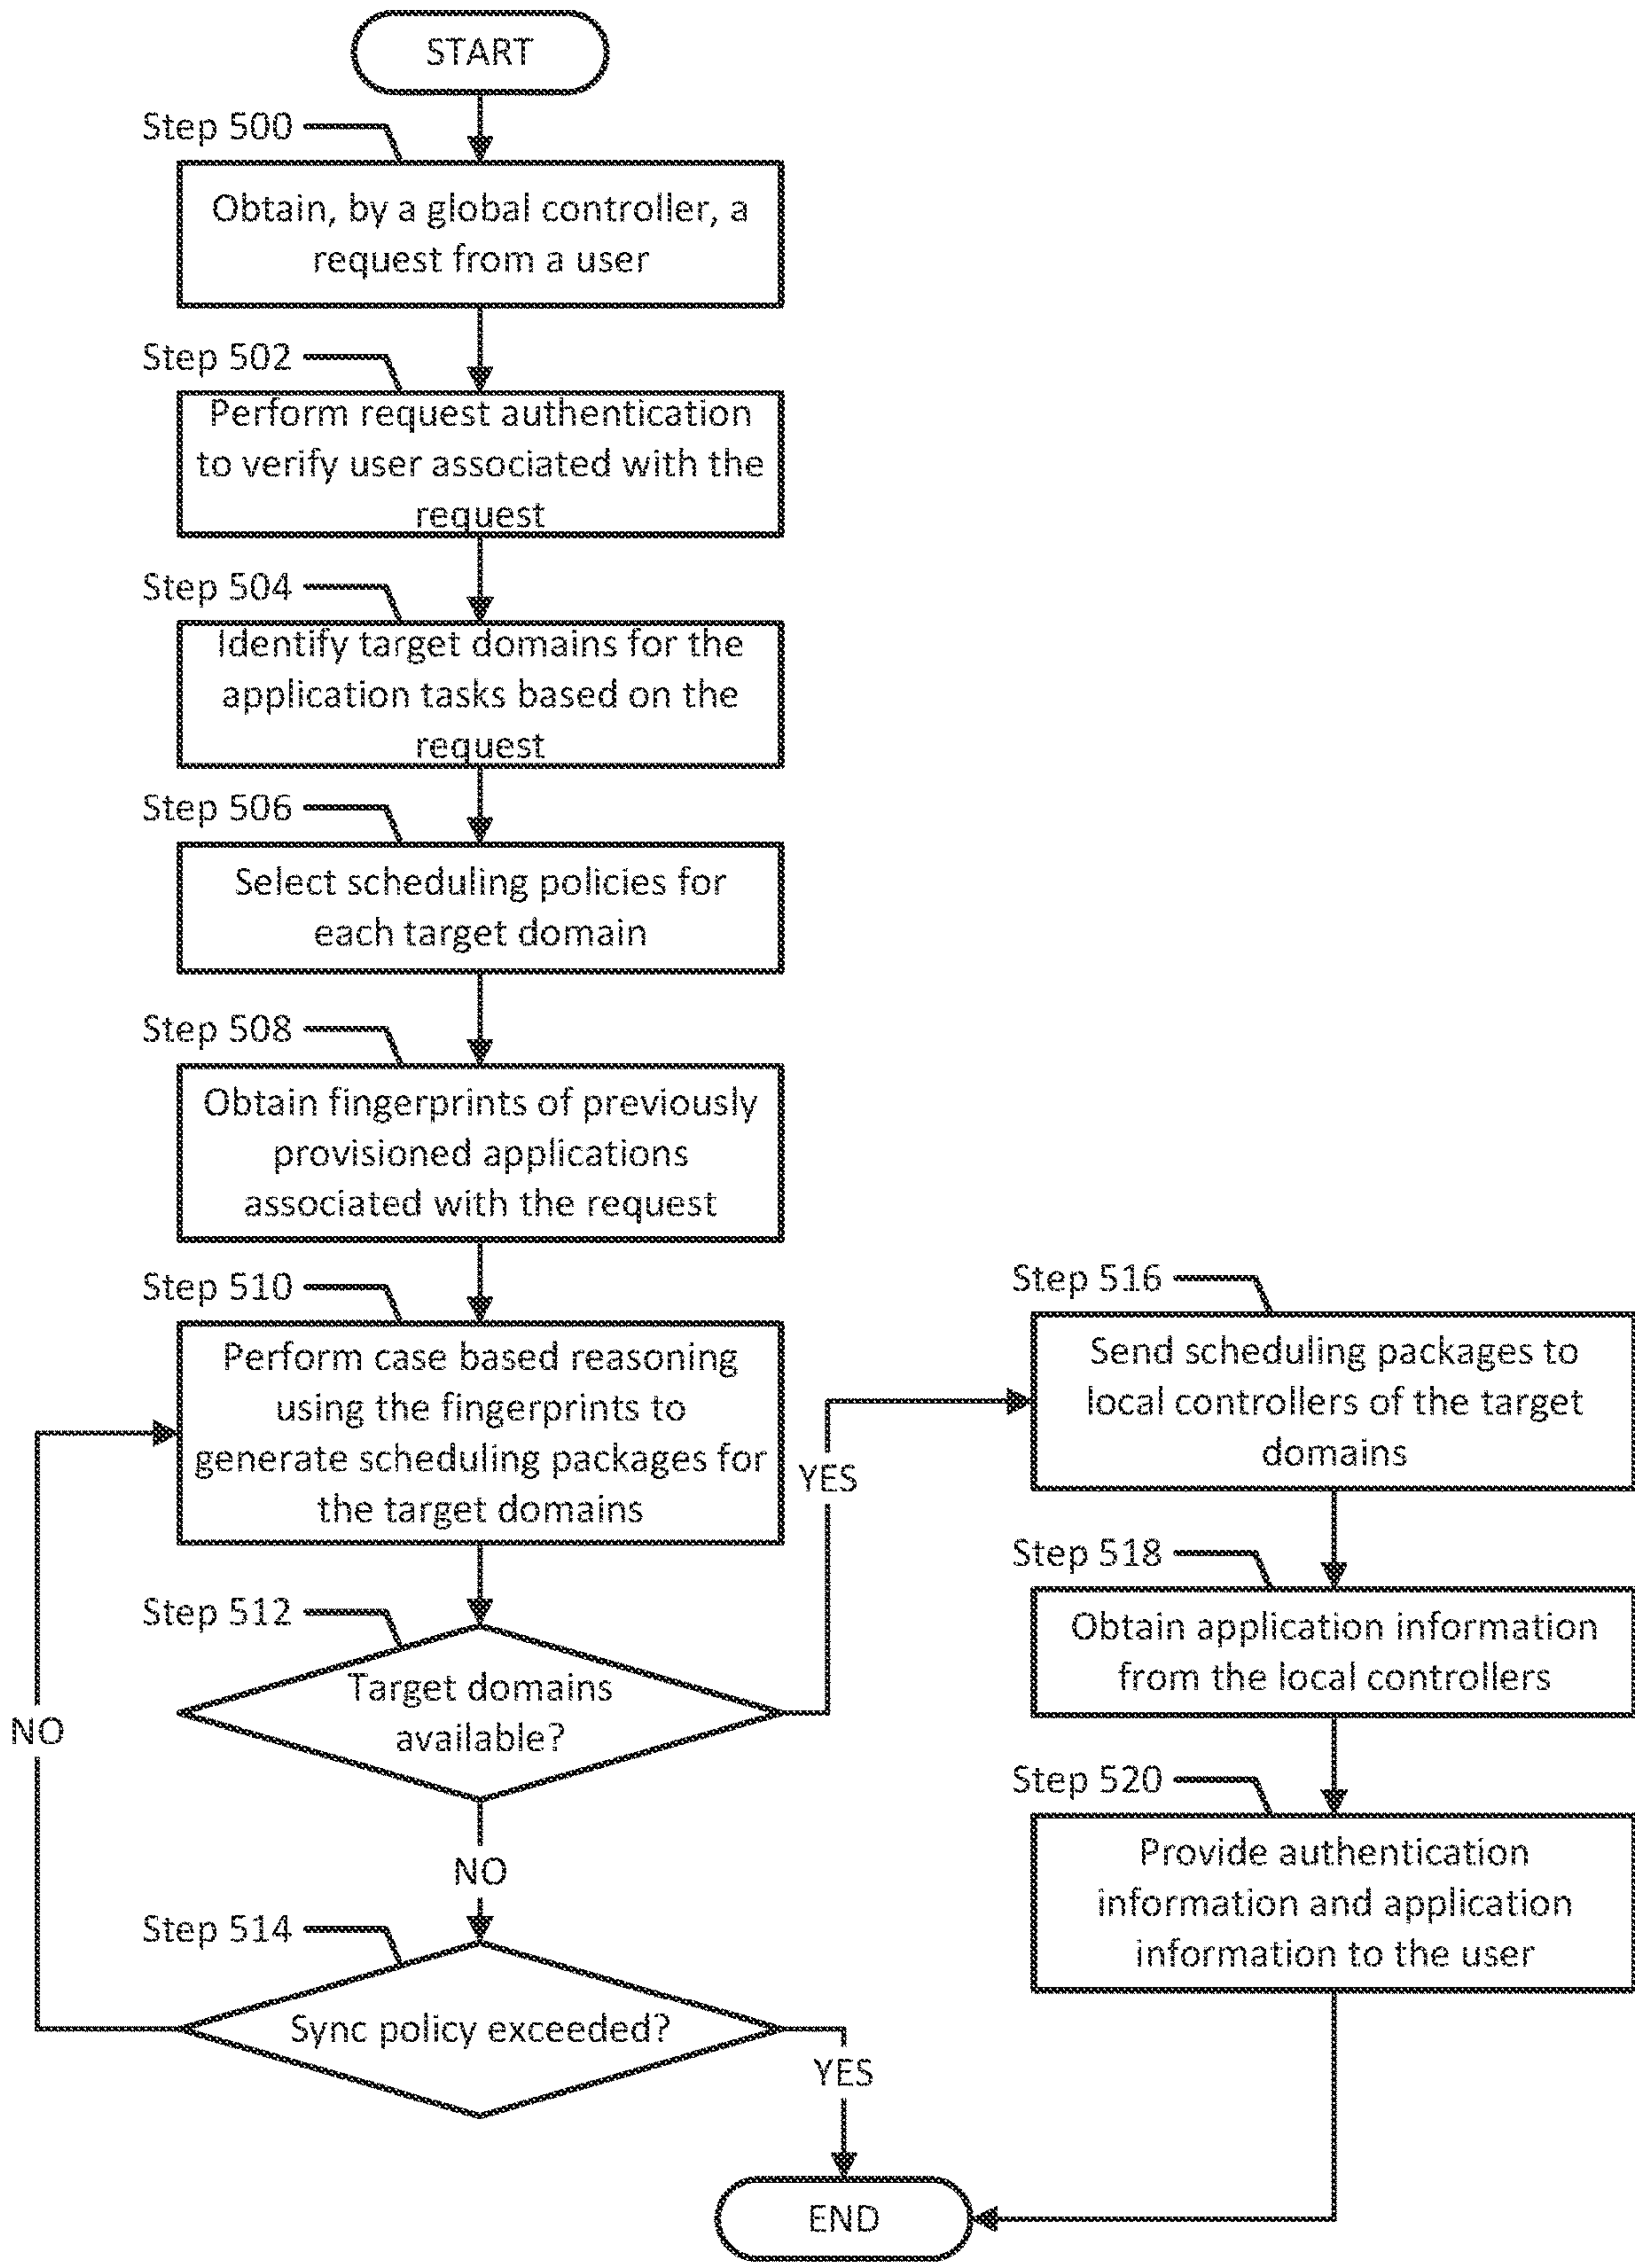 START
Step 500
Obtain, by a global controller, a
request from a user
Step 502
Perform request authentication
to verify user associated with the
request
Step 504
Identify target domains for the
application tasks based on the
request
Step 506
Select scheduling policies for
each target domain
Step 508
Obtain fingerprints of previously
provisioned applications
associated with the request
Step 510
Perform case based reasoning
using the fingerprints to
generate scheduling packages for
the target domains
YES
Step 512
Target domains
available?
NO
NO
Step 514
Sync policy exceeded?
YES
Step 516
Send scheduling packages to
local controllers of the target
domains
Step 518
Obtain application information
from the local controllers
Step 520
Provide authentication
information and application
information to the user
END